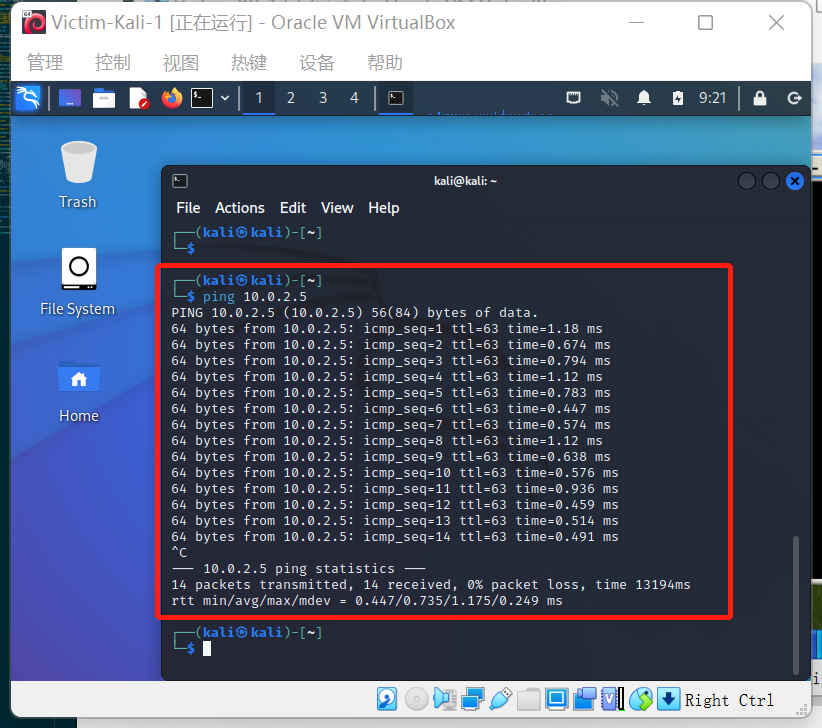 Victim-Kali-1 [正在运行] - Oracle VM VirtualBox
管理 控制 视图 热键 设备 帮助
1 2 3 4 9:21
Trash
File System
Home
kali@kali: ~
File Actions Edit View Help
┌──(kali㉿kali)-[~]
└─$
┌──(kali㉿kali)-[~]
└─$ ping 10.0.2.5
PING 10.0.2.5 (10.0.2.5) 56(84) bytes of data.
64 bytes from 10.0.2.5: icmp_seq=1 ttl=63 time=1.18 ms
64 bytes from 10.0.2.5: icmp_seq=2 ttl=63 time=0.674 ms
64 bytes from 10.0.2.5: icmp_seq=3 ttl=63 time=0.794 ms
64 bytes from 10.0.2.5: icmp_seq=4 ttl=63 time=1.12 ms
64 bytes from 10.0.2.5: icmp_seq=5 ttl=63 time=0.783 ms
64 bytes from 10.0.2.5: icmp_seq=6 ttl=63 time=0.447 ms
64 bytes from 10.0.2.5: icmp_seq=7 ttl=63 time=0.574 ms
64 bytes from 10.0.2.5: icmp_seq=8 ttl=63 time=1.12 ms
64 bytes from 10.0.2.5: icmp_seq=9 ttl=63 time=0.638 ms
64 bytes from 10.0.2.5: icmp_seq=10 ttl=63 time=0.576 ms
64 bytes from 10.0.2.5: icmp_seq=11 ttl=63 time=0.936 ms
64 bytes from 10.0.2.5: icmp_seq=12 ttl=63 time=0.459 ms
64 bytes from 10.0.2.5: icmp_seq=13 ttl=63 time=0.514 ms
64 bytes from 10.0.2.5: icmp_seq=14 ttl=63 time=0.491 ms
^C
--- 10.0.2.5 ping statistics ---
14 packets transmitted, 14 received, 0% packet loss, time 13194ms
rtt min/avg/max/mdev = 0.447/0.735/1.175/0.249 ms
┌──(kali㉿kali)-[~]
└─$
Right Ctrl